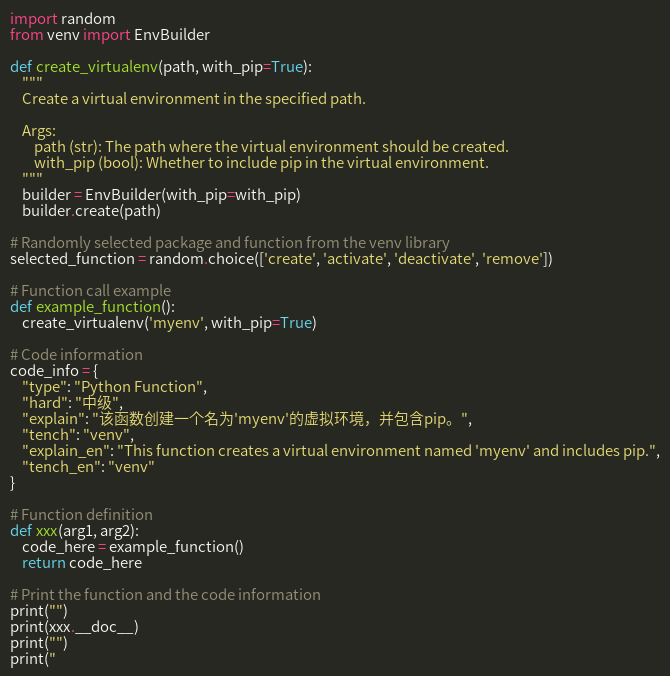 import random
from venv import EnvBuilder

def create_virtualenv(path, with_pip=True):
    """
    Create a virtual environment in the specified path.

    Args:
        path (str): The path where the virtual environment should be created.
        with_pip (bool): Whether to include pip in the virtual environment.
    """
    builder = EnvBuilder(with_pip=with_pip)
    builder.create(path)

# Randomly selected package and function from the venv library
selected_function = random.choice(['create', 'activate', 'deactivate', 'remove'])

# Function call example
def example_function():
    create_virtualenv('myenv', with_pip=True)

# Code information
code_info = {
    "type": "Python Function",
    "hard": "中级",
    "explain": "该函数创建一个名为'myenv'的虚拟环境，并包含pip。",
    "tench": "venv",
    "explain_en": "This function creates a virtual environment named 'myenv' and includes pip.",
    "tench_en": "venv"
}

# Function definition
def xxx(arg1, arg2):
    code_here = example_function()
    return code_here

# Print the function and the code information
print("")
print(xxx.__doc__)
print("")
print("